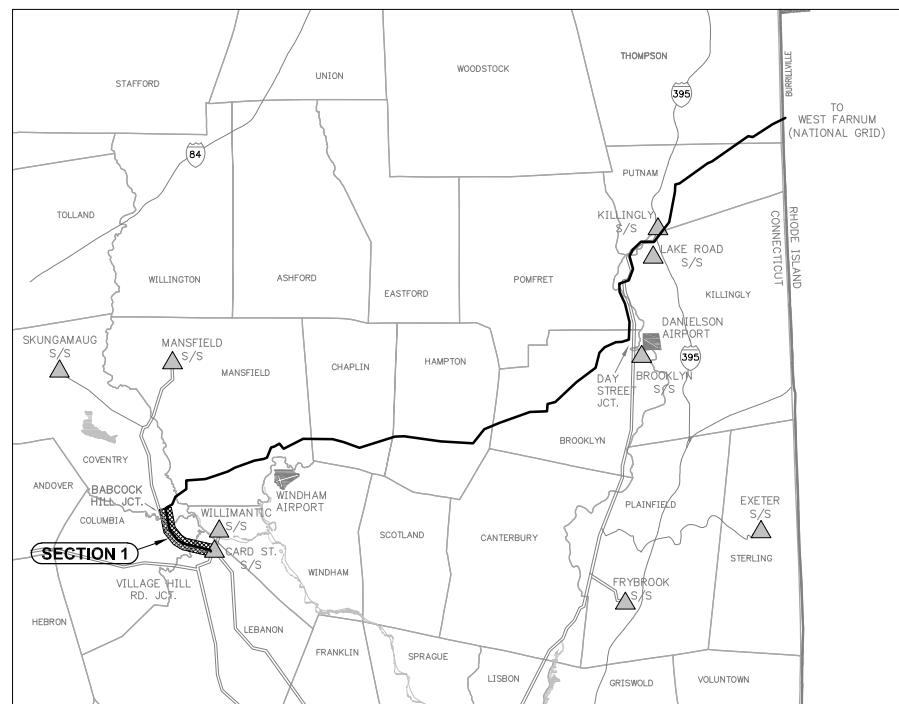 THOMPSON
WOODSTOCK
UNION
STAFFORD
BURRILLVILLE
395
TO
WEST FARNUM
(NATIONAL GRID)
84
PUTNAM
TOLLAND
KILLINGLY
S/S
LAKE ROAD
S/S
RHODE ISLAND
CONNECTICUT
WILLINGTON
ASHFORD
EASTFORD
POMFRET
KILLINGLY
SKUNGAMAUG
S/S
MANSFIELD
S/S
MANSFIELD
CHAPLIN
HAMPTON
DANIELSON
AIRPORT
395
DAY
STREET
JCT.
BROOKLYN
S/S
BROOKLYN
COVENTRY
ANDOVER
BABCOCK
HILL JCT.
COLUMBIA
WINDHAM
AIRPORT
WILLIMANTIC
S/S
SECTION 1
CARD ST.
S/S
SCOTLAND
CANTERBURY
PLAINFIELD
EXETER
S/S
STERLING
VILLAGE HILL
RD. JCT.
WINDHAM
FRYBROOK
S/S
HEBRON
LEBANON
FRANKLIN
SPRAGUE
LISBON
GRISWOLD
VOLUNTOWN